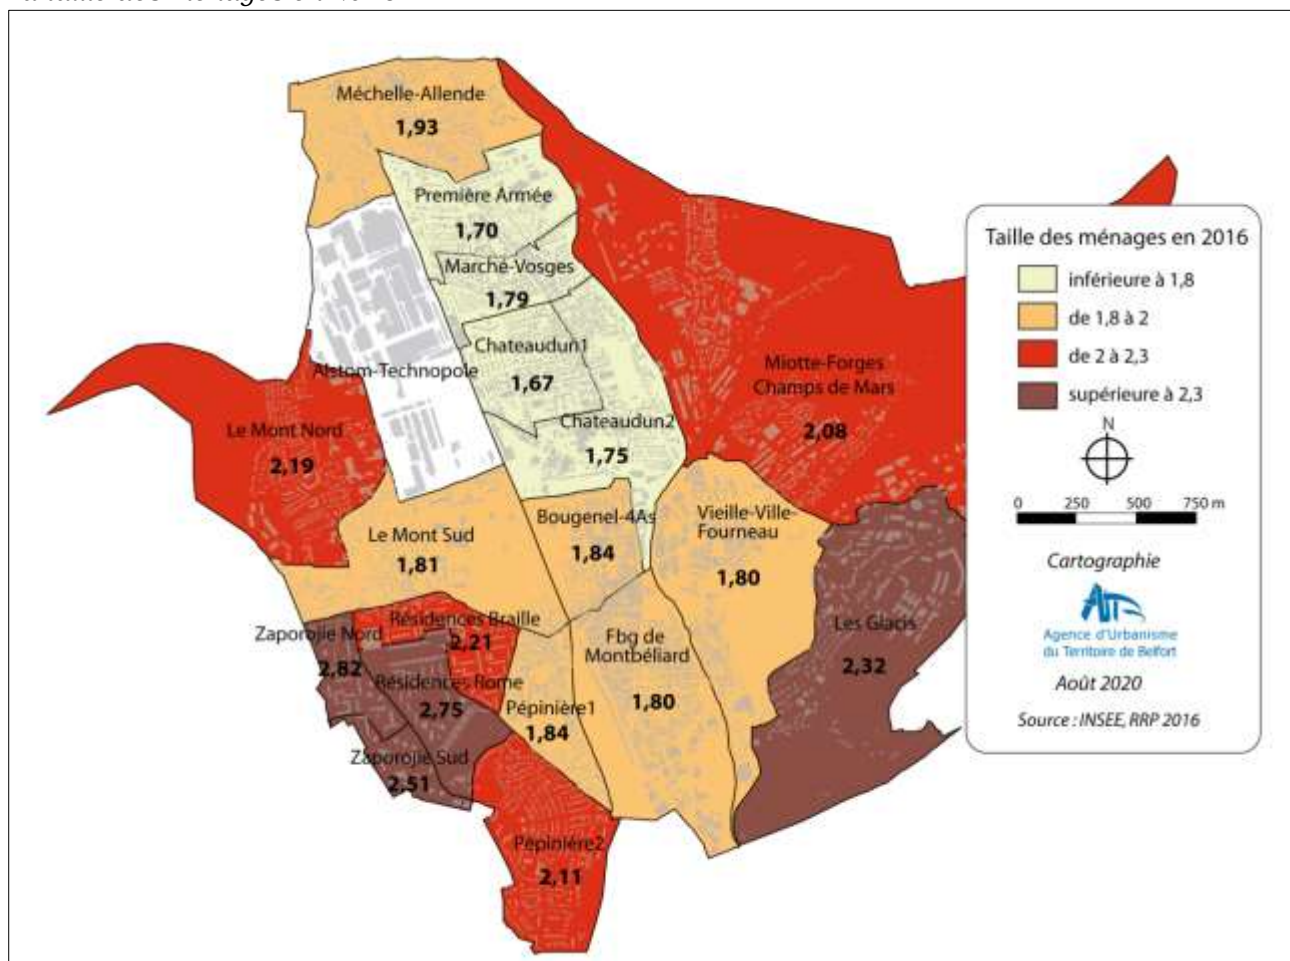 Méchelle-Allende
1,93
Première Armée
1,70
Marché-Vosges
1,79
Chateaudun1
1,67
Alstom-Technopole
Chateaudun2
1,75
Miotte-Forges
Champs de Mars
2,08
Le Mont Nord
2,19
Le Mont Sud
1,81
Bougenel-4As
1,84
Vieille-Ville-
Fourneau
1,80
Zaporojie Nord
2,82
Résidences Braille
2,21
Résidences Rome
2,75
Fbg de
Montbéliard
1,80
Les Glacis
2,32
Pépinière1
1,84
Zaporojie Sud
2,51
Pépinière2
2,11
Taille des ménages en 2016
inférieure à 1,8
de 1,8 à 2
de 2 à 2,3
supérieure à 2,3
N
0 250 500 750 m
Cartographie
Agence d'Urbanisme
du Territoire de Belfort
Août 2020
Source : INSEE, RRP 2016